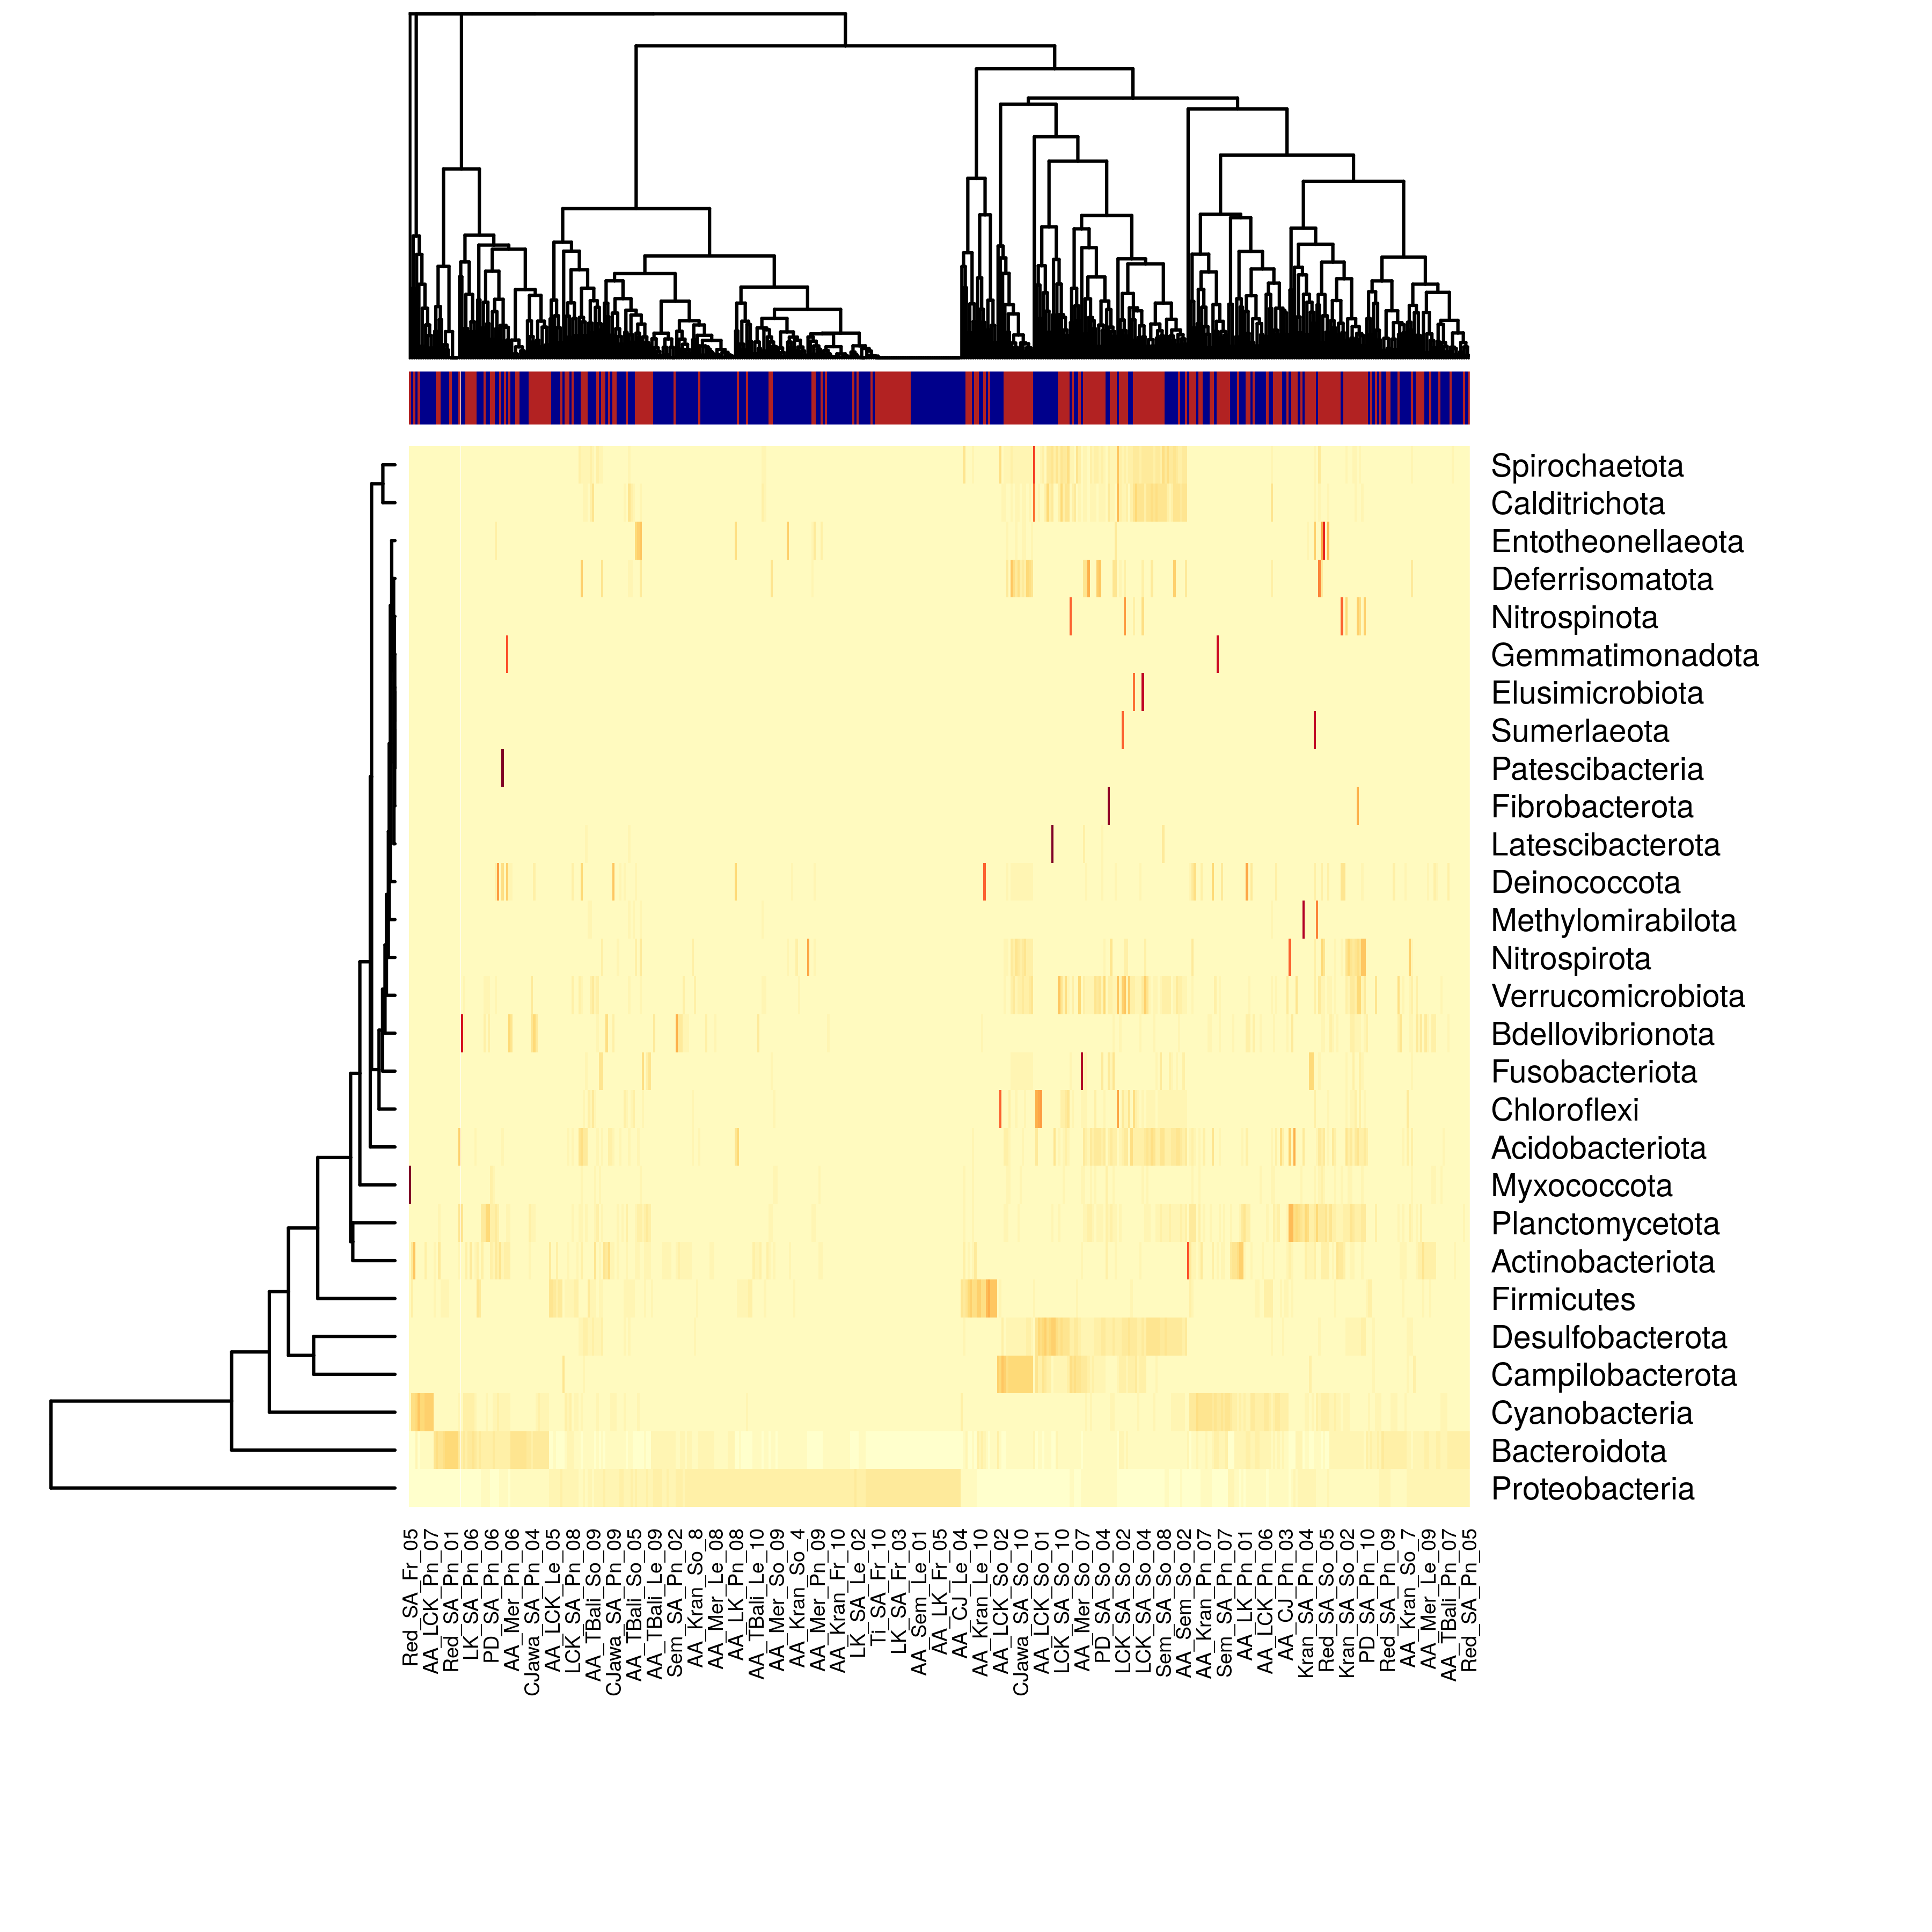 Spirochaetota
Calditrichota
Entotheonellaeota
Deferrisomatota
Nitrospinota
Gemmatimonadota
Elusimicrobiota
Sumerlaeota
Patescibacteria
Fibrobacterota
Latescibacterota
Deinococcota
Methylomirabilota
Nitrospirota
Verrucomicrobiota
Bdellovibrionota
Fusobacteriota
Chloroflexi
Acidobacteriota
Myxococcota
Planctomycetota
Actinobacteriota
Firmicutes
Desulfobacterota
Campilobacterota
Cyanobacteria
Bacteroidota
Proteobacteria
Red_SA_Fr_05
AA_LCK_Pn_07
Red_SA_Pn_01
LK_SA_Pn_06
PD_SA_Pn_06
AA_Mer_Pn_06
CJawa_SA_Pn_04
AA_LCK_Le_05
LCK_SA_Pn_08
AA_TBali_So_09
CJawa_SA_Pn_09
AA_TBali_So_05
AA_TBali_Le_09
Sem_SA_Pn_02
AA_Kran_So_8
AA_Mer_Le_08
AA_LK_Pn_08
AA_TBali_Le_10
AA_Mer_So_09
AA_Kran_So_4
AA_Mer_Pn_09
AA_Kran_Fr_10
LK_SA_Le_02
Ti_SA_Fr_10
LK_SA_Fr_03
AA_Sem_Le_01
AA_LK_Fr_05
AA_CJ_Le_04
AA_Kran_Le_10
AA_LCK_So_02
CJawa_SA_So_10
AA_LCK_So_01
LCK_SA_So_10
AA_Mer_So_07
PD_SA_So_04
LCK_SA_So_02
LCK_SA_So_04
Sem_SA_So_08
AA_Sem_So_02
AA_Kran_Pn_07
Sem_SA_Pn_07
AA_LK_Pn_01
AA_LCK_Pn_06
AA_CJ_Pn_03
Kran_SA_Pn_04
Red_SA_So_05
Kran_SA_So_02
PD_SA_Pn_10
Red_SA_Pn_09
AA_Kran_So_7
AA_Mer_Le_09
AA_TBali_Pn_07
Red_SA_Pn_05